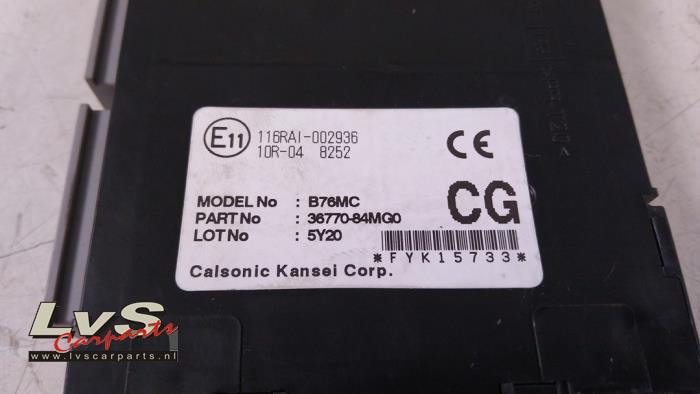 E11 116RAI-002936
10R-04 8252
CE
MODEL No : B76MC
PART No : 36770-84MG0
LOT No : 5Y20
CG
*FYK15733*
Calsonic Kansei Corp.
LvS
Carparts
www.lvscarparts.nl